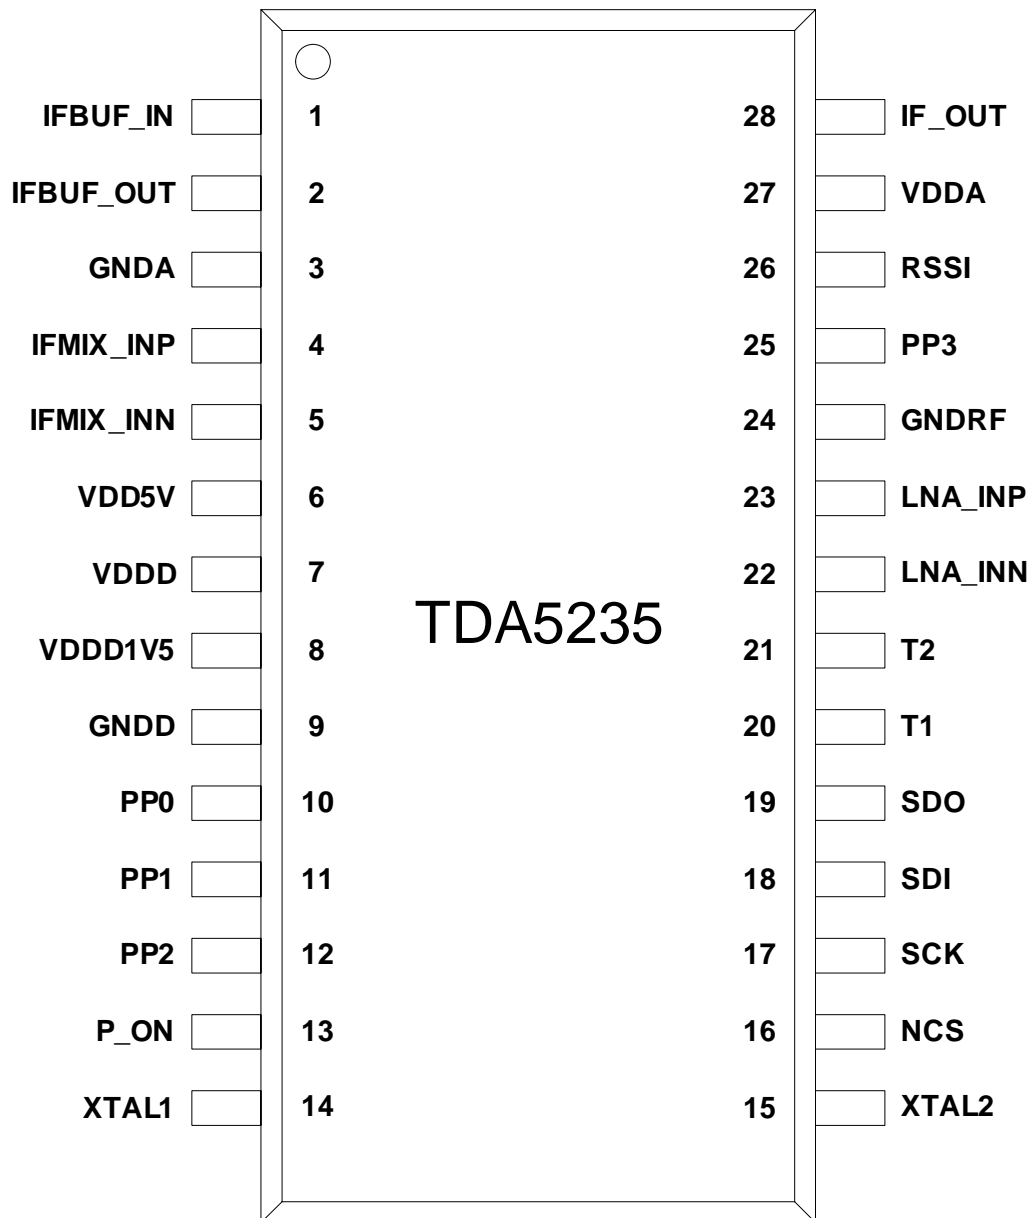 IFBUF_IN 1 28 IF_OUT
IFBUF_OUT 2 27 VDDA
GNDA 3 26 RSSI
IFMIX_INP 4 25 PP3
IFMIX_INN 5 24 GNDRF
VDD5V 6 23 LNA_INP
VDDD 7 22 LNA_INN
TDA5235
VDDD1V5 8 21 T2
GNDD 9 20 T1
PP0 10 19 SDO
PP1 11 18 SDI
PP2 12 17 SCK
P_ON 13 16 NCS
XTAL1 14 15 XTAL2